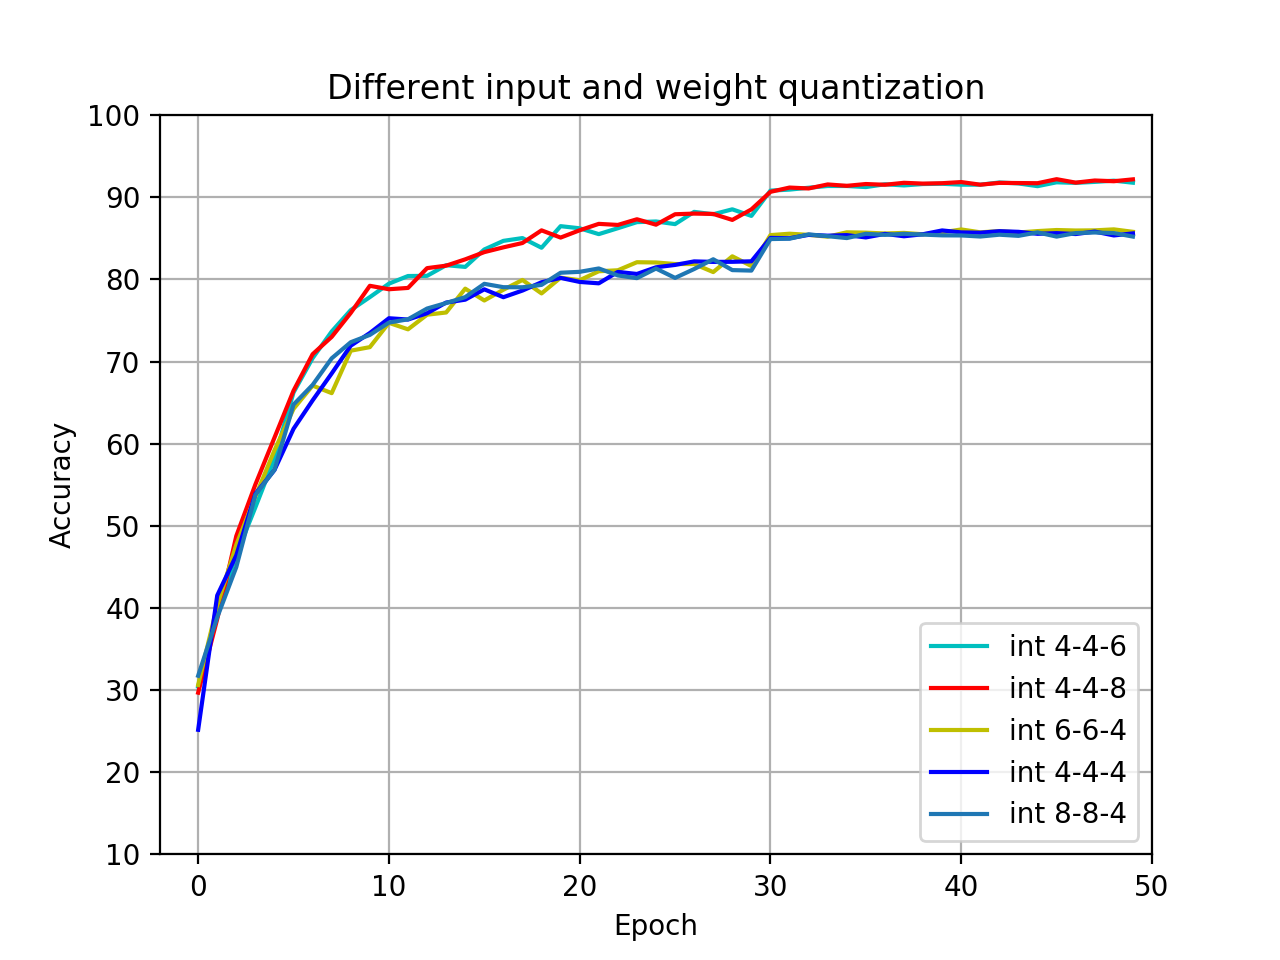 Different input and weight quantization
100
90
80
70
60
50
40
30
20
10
Accuracy
int 4-4-6
int 4-4-8
int 6-6-4
int 4-4-4
int 8-8-4
0 10 20 30 40 50
Epoch